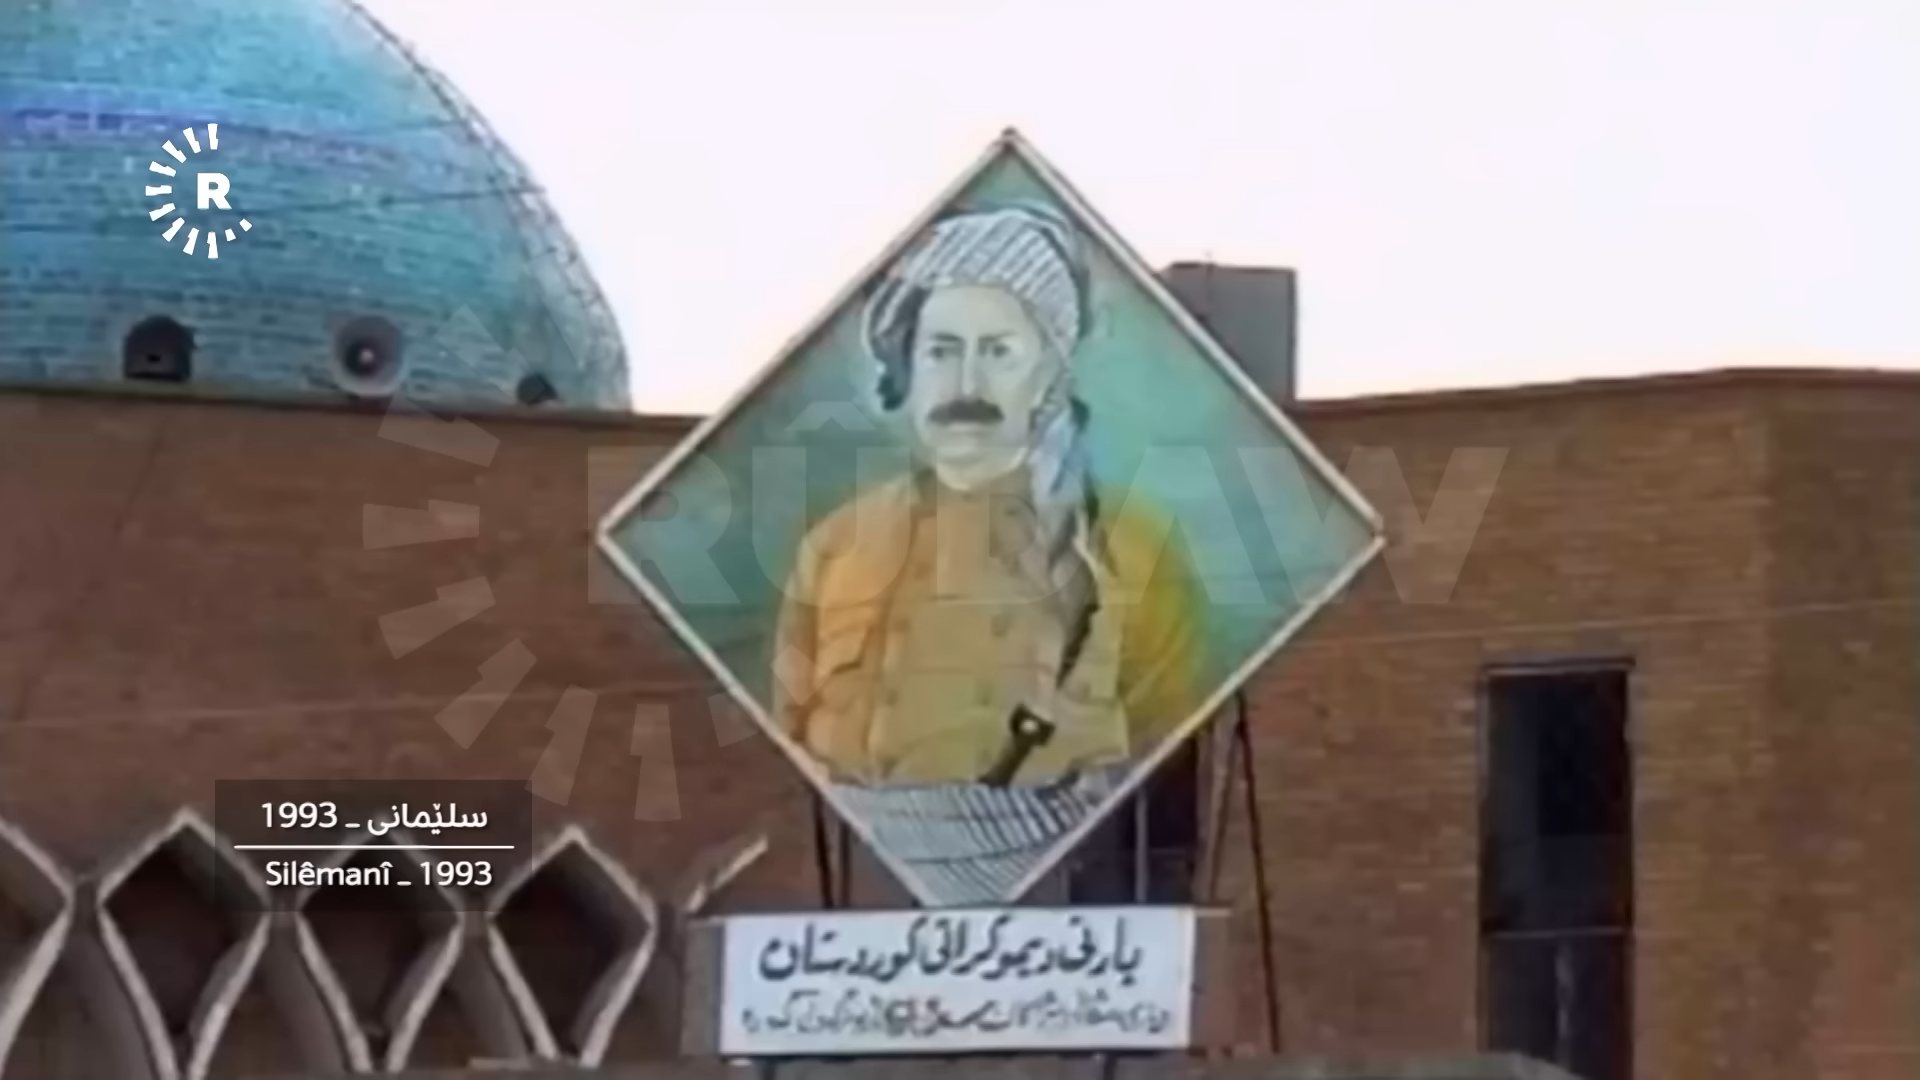 R
RÛDAW
سلێمانی ـ 1993
Silêmanî ـ 1993
پارتی دیموکراتی کوردستان